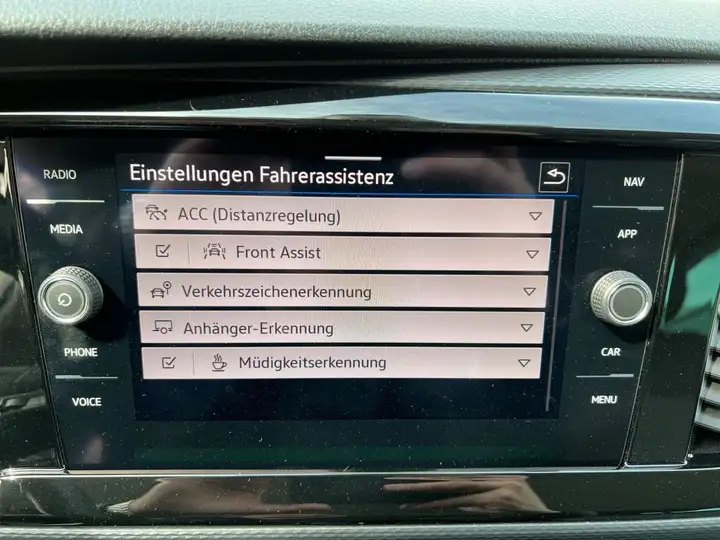 RADIO
MEDIA
PHONE
VOICE
Einstellungen Fahrerassistenz
ACC (Distanzregelung)
Front Assist
Verkehrszeichenerkennung
Anhänger-Erkennung
Müdigkeitserkennung
NAV
APP
CAR
MENU